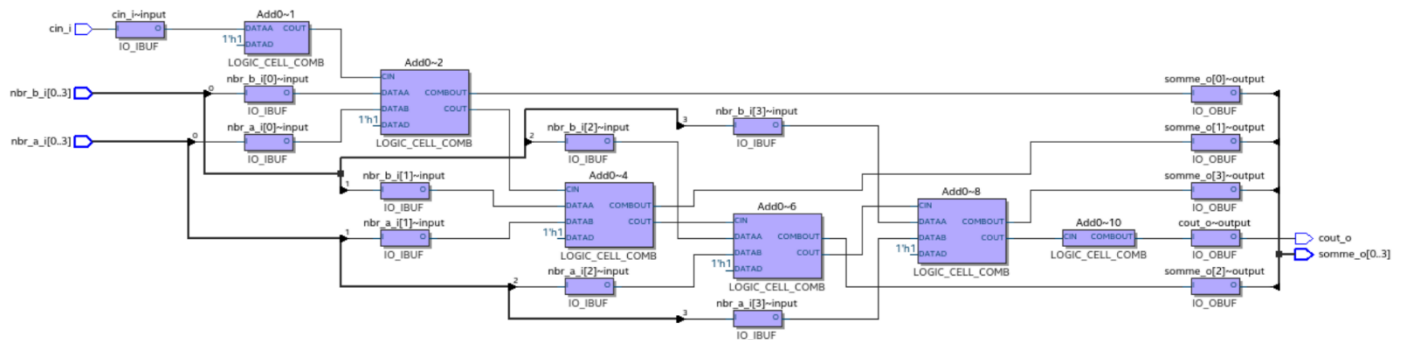 cin_i
cin_i~input
IO_IBUF
Add0~1
DATAA COUT
1'h1 DATAD
LOGIC_CELL_COMB
Add0~2
CIN
DATAA COMBOUT
DATAB COUT
1'h1 DATAD
LOGIC_CELL_COMB
nbr_b_i[0..3]
0
nbr_b_i[0]~input
IO_IBUF
nbr_a_i[0..3]
0
nbr_a_i[0]~input
IO_IBUF
1
nbr_b_i[1]~input
IO_IBUF
1
nbr_a_i[1]~input
IO_IBUF
2
nbr_b_i[2]~input
IO_IBUF
Add0~4
CIN
DATAA COMBOUT
DATAB COUT
1'h1 DATAD
LOGIC_CELL_COMB
2
nbr_a_i[2]~input
IO_IBUF
3
nbr_b_i[3]~input
IO_IBUF
Add0~6
CIN
DATAA COMBOUT
DATAB COUT
1'h1 DATAD
LOGIC_CELL_COMB
3
nbr_a_i[3]~input
IO_IBUF
Add0~8
CIN
DATAA COMBOUT
DATAB COUT
1'h1 DATAD
LOGIC_CELL_COMB
Add0~10
CIN COMBOUT
LOGIC_CELL_COMB
somme_o[0]~output
IO_OBUF
somme_o[1]~output
IO_OBUF
somme_o[3]~output
IO_OBUF
cout_o~output
IO_OBUF
somme_o[2]~output
IO_OBUF
cout_o
somme_o[0..3]